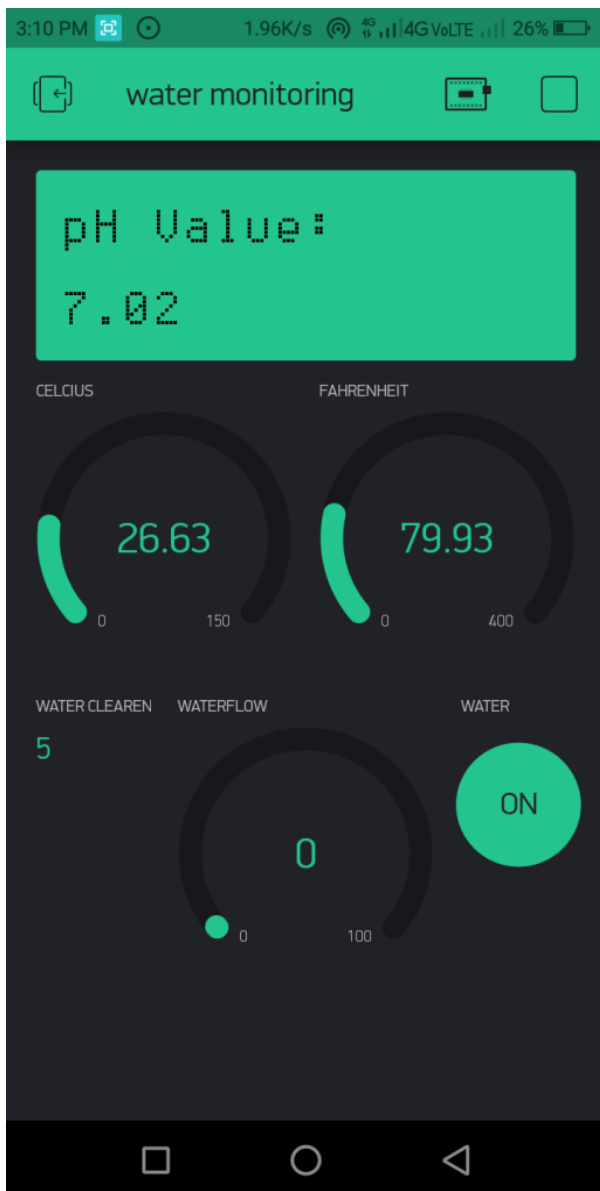 3:10 PM 1.96K/s 4G 4G VoLTE 26%
water monitoring
pH Value:
7.02
CELCIUS FAHRENHEIT
26.63 79.93
0 150 0 400
WATER CLEAREN WATERFLOW WATER
5
ON
0
0 100